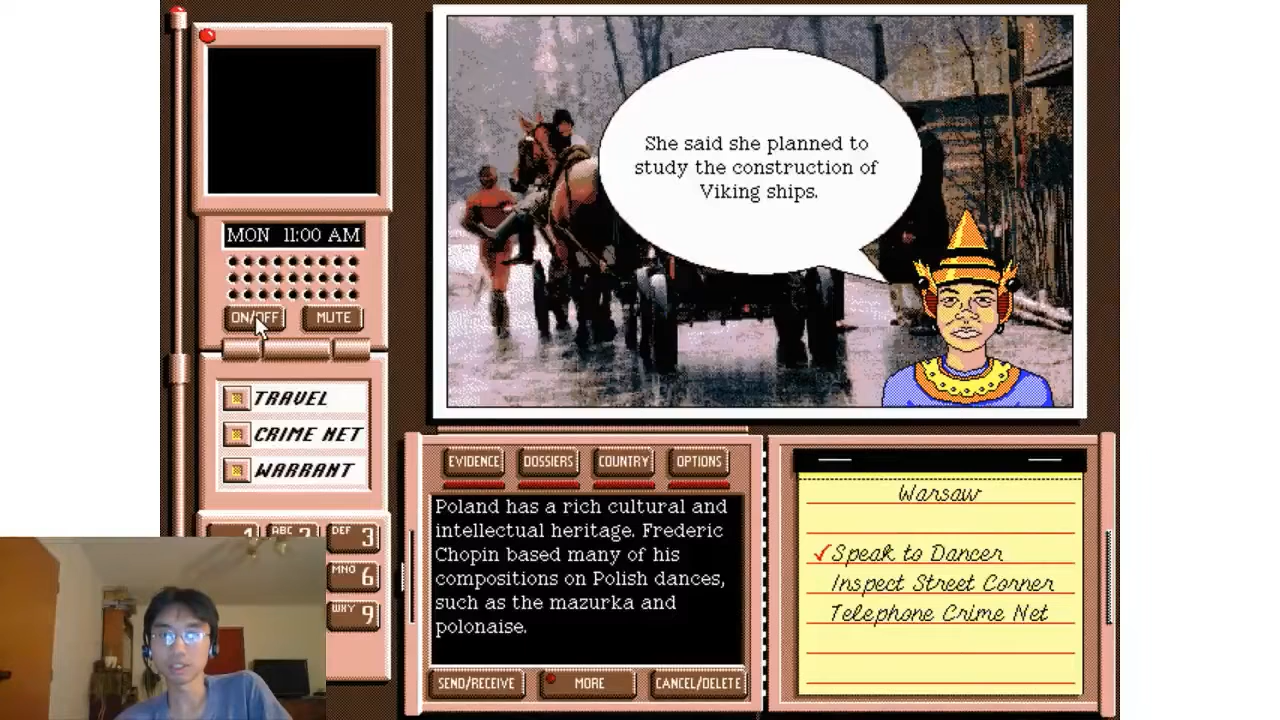 She said she planned to
study the construction of
Viking ships.
MON 11:00 AM
ON/OFF
MUTE
TRAVEL
CRIME NET
WARRANT
ABC
DEF 3
MNO 6
WXY 9
EVIDENCE
DOSSIERS
COUNTRY
OPTIONS
Poland has a rich cultural and
intellectual heritage. Frederic
Chopin based many of his
compositions on Polish dances,
such as the mazurka and
polonaise.
SEND/RECEIVE
MORE
CANCEL/DELETE
Warsaw
✓Speak to Dancer
Inspect Street Corner
Telephone Crime Net